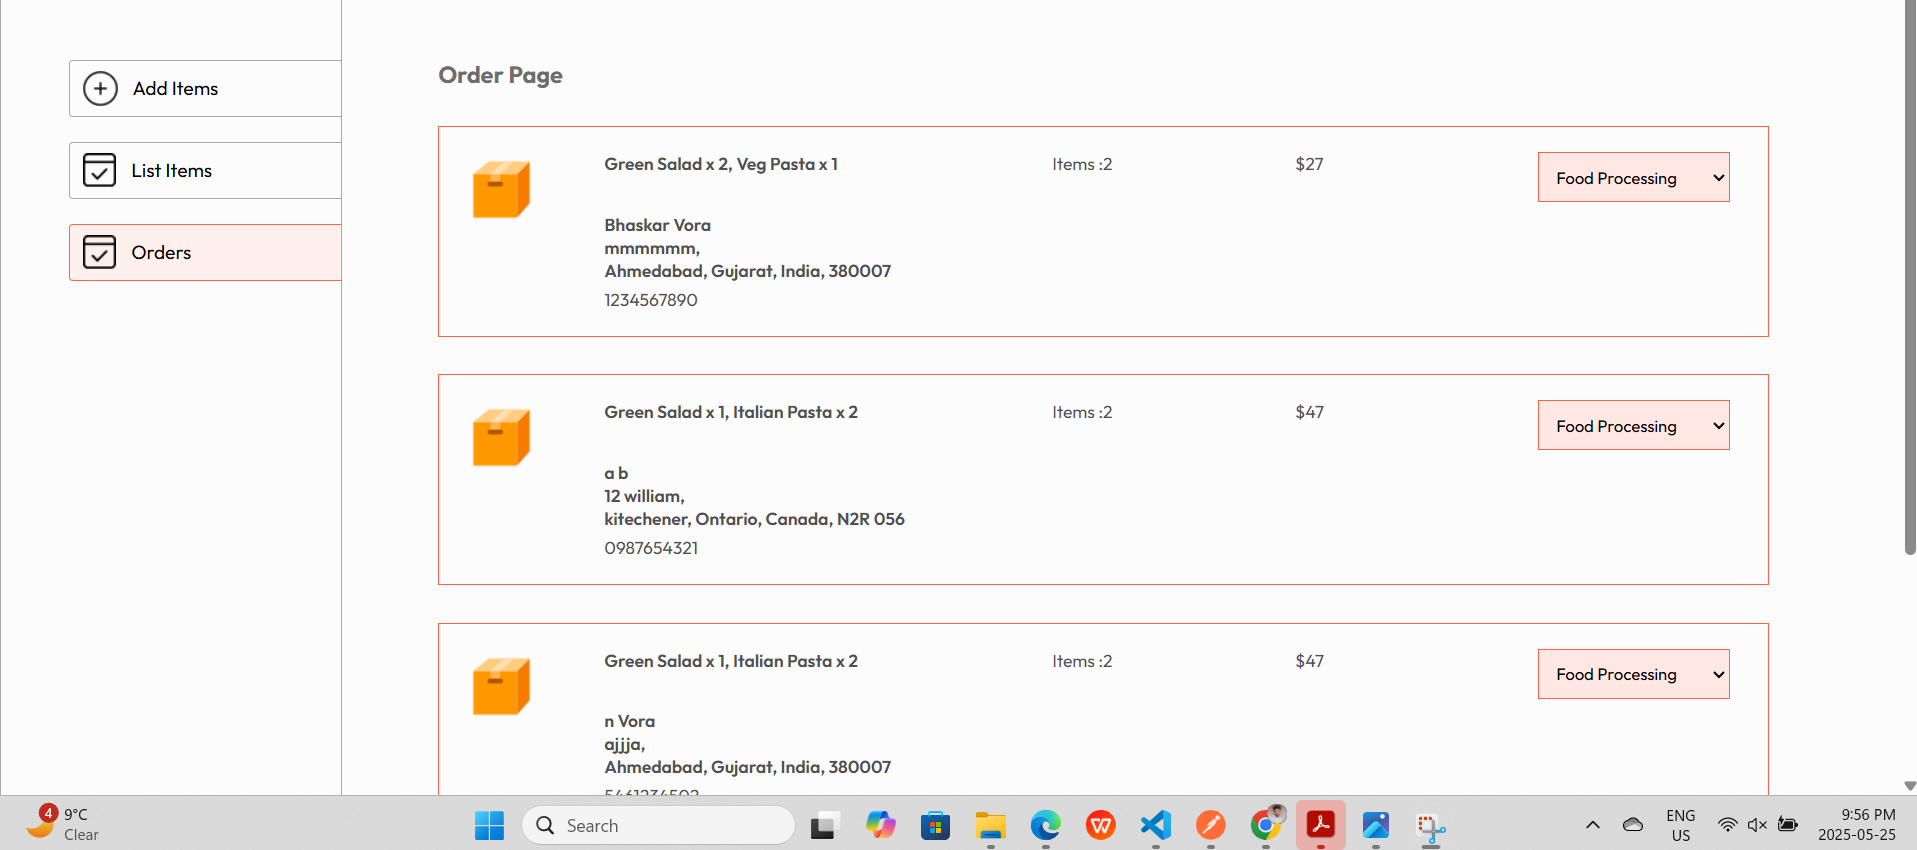 Add Items
List Items
Orders
Order Page
Green Salad x 2, Veg Pasta x 1
Items :2
$27
Food Processing
Bhaskar Vora
mmmmmm,
Ahmedabad, Gujarat, India, 380007
1234567890
Green Salad x 1, Italian Pasta x 2
Items :2
$47
Food Processing
a b
12 william,
kitechener, Ontario, Canada, N2R 056
0987654321
Green Salad x 1, Italian Pasta x 2
Items :2
$47
Food Processing
n Vora
ajjja,
Ahmedabad, Gujarat, India, 380007
4
9°C
Clear
Search
ENG
US
9:56 PM
2025-05-25